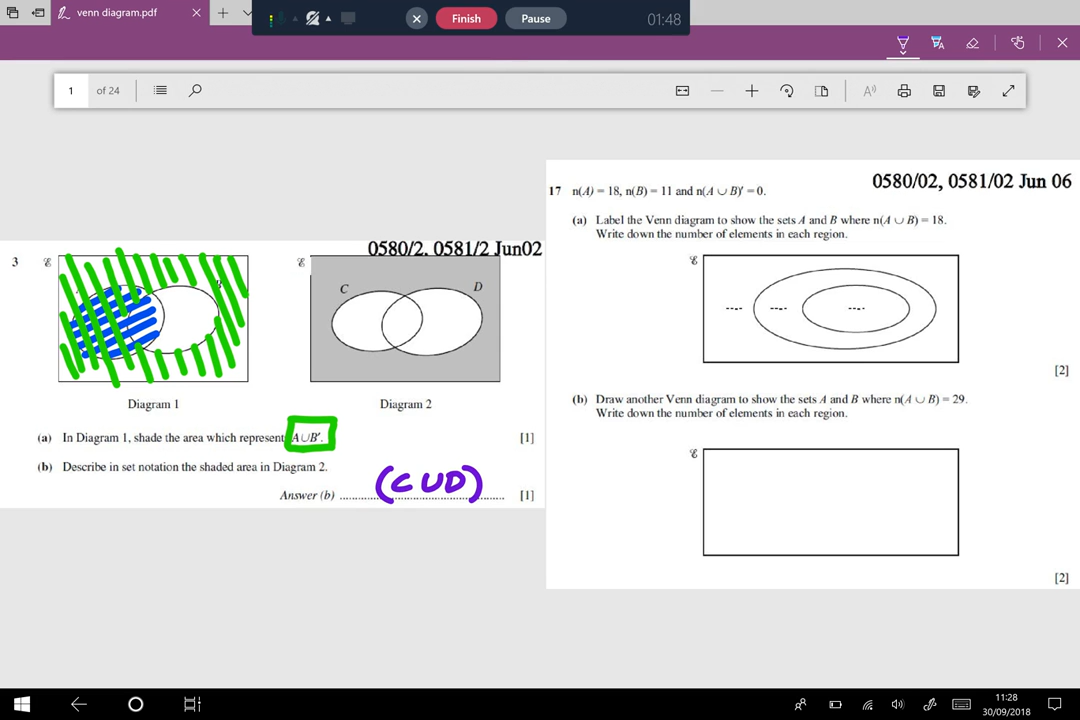 venn diagram.pdf
Finish
Pause
01:48
1
of 24
0580/2, 0581/2 Jun02
3
ℰ
B
Diagram 1
ℰ
C
D
Diagram 2
(a) In Diagram 1, shade the area which represents A∪B′.
[1]
(b) Describe in set notation the shaded area in Diagram 2.
Answer (b) (C∪D)
[1]
0580/02, 0581/02 Jun 06
17 n(A) = 18, n(B) = 11 and n(A ∪ B)′ = 0.
(a) Label the Venn diagram to show the sets A and B where n(A ∪ B) = 18.
Write down the number of elements in each region.
ℰ
[2]
(b) Draw another Venn diagram to show the sets A and B where n(A ∪ B) = 29.
Write down the number of elements in each region.
ℰ
[2]
11:28
30/09/2018